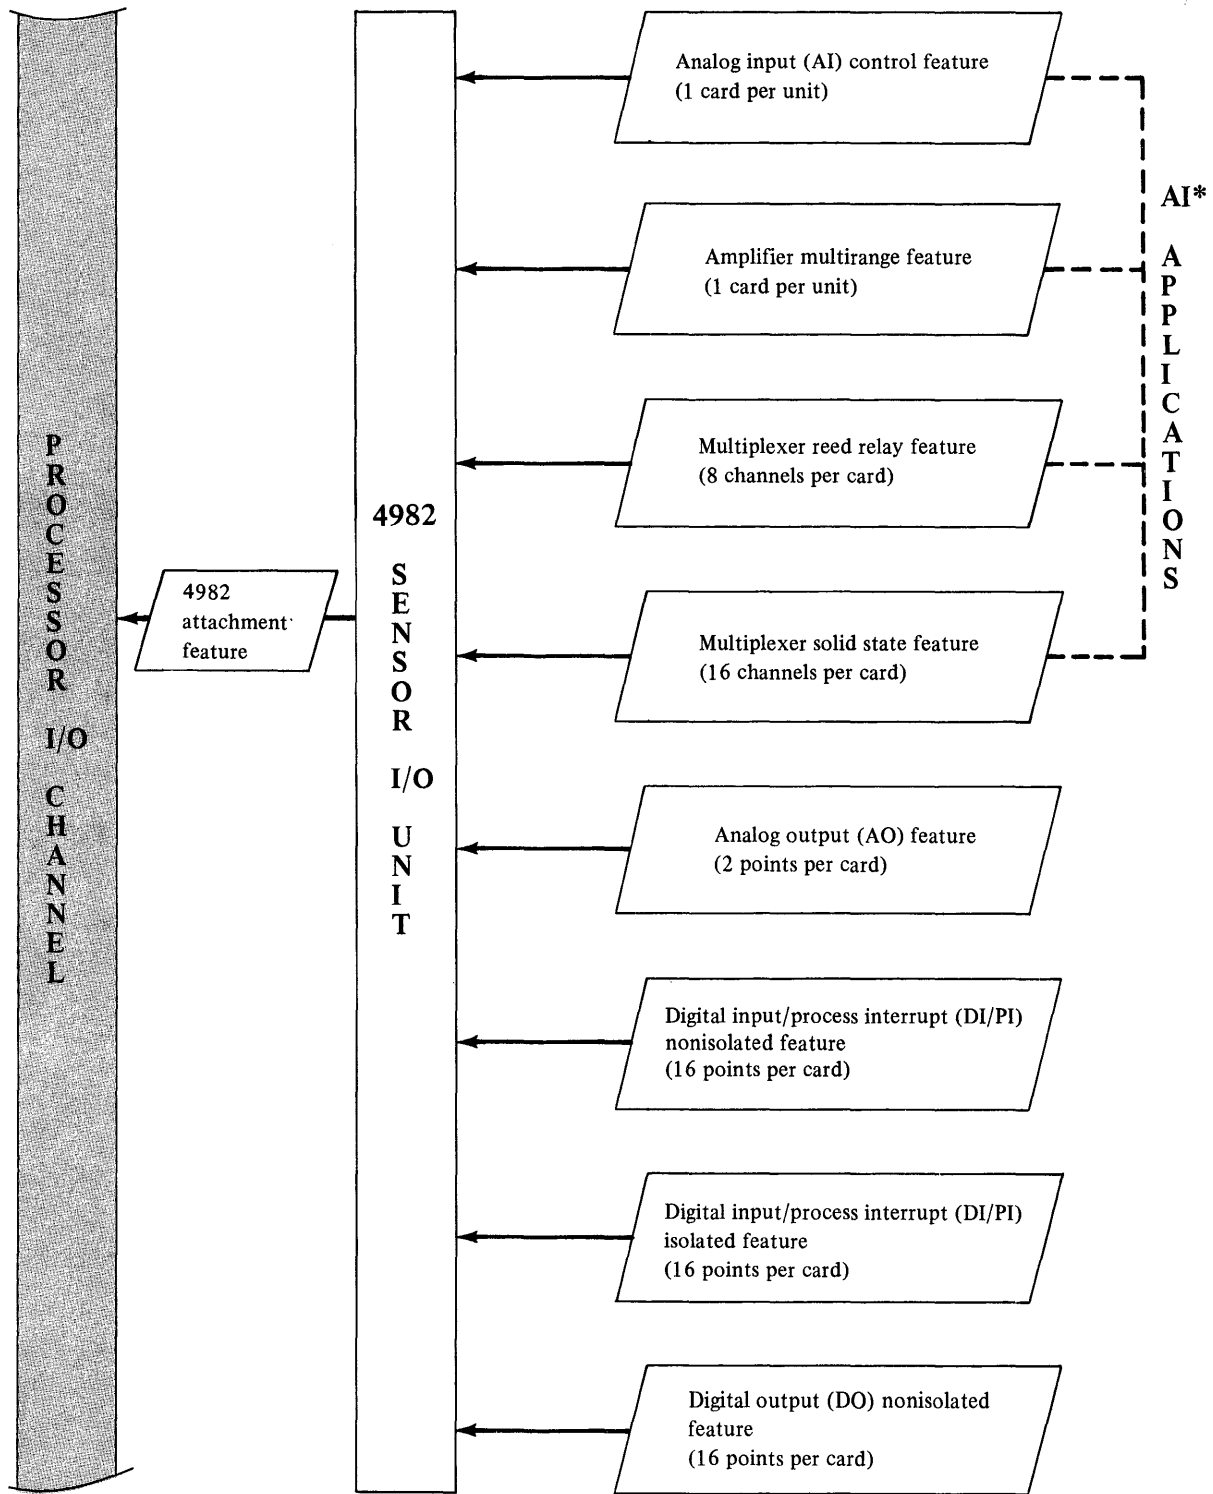 PROCESSOR I/O CHANNEL
4982
attachment
feature
4982
SENSOR I/O UNIT
Analog input (AI) control feature
(1 card per unit)
Amplifier multirange feature
(1 card per unit)
Multiplexer reed relay feature
(8 channels per card)
Multiplexer solid state feature
(16 channels per card)
Analog output (AO) feature
(2 points per card)
Digital input/process interrupt (DI/PI)
nonisolated feature
(16 points per card)
Digital input/process interrupt (DI/PI)
isolated feature
(16 points per card)
Digital output (DO) nonisolated
feature
(16 points per card)
AI*
APPLICATIONS